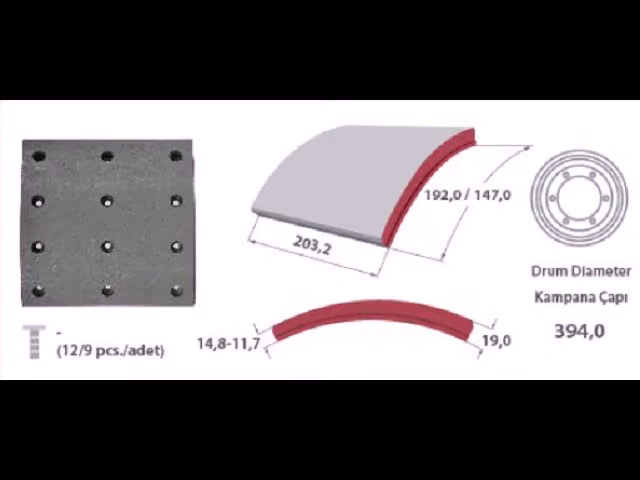 192,0 / 147,0
203,2
Drum Diameter
Kampana Çapı
394,0
-
(12/9 pcs./adet)
14,8-11,7
19,0